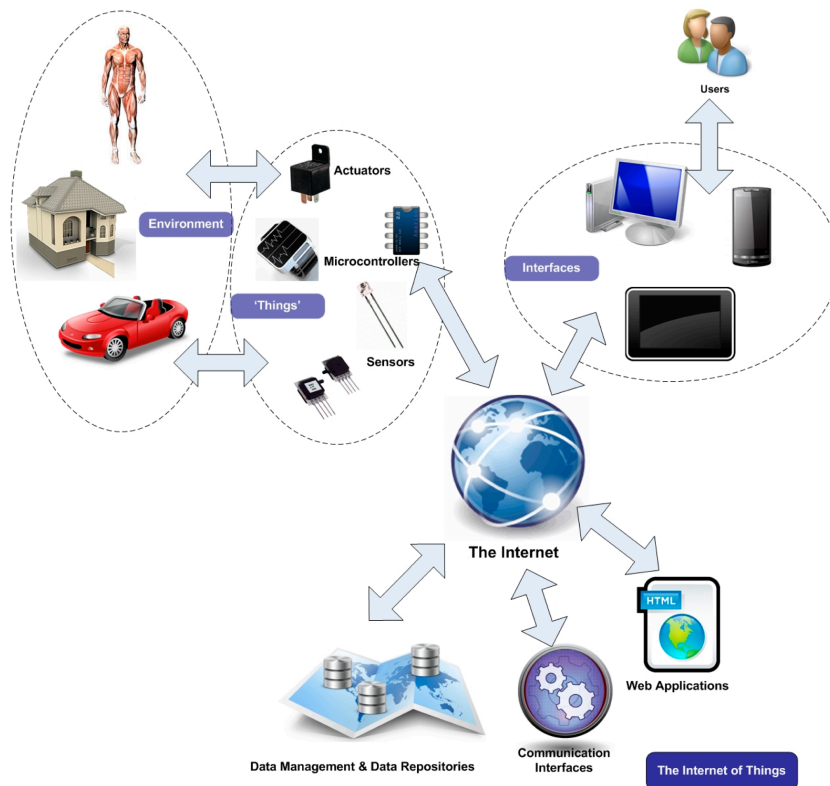 Users
Actuators
Environment
Microcontrollers
Interfaces
'Things'
Sensors
The Internet
HTML
Web Applications
Data Management & Data Repositories
Communication
Interfaces
The Internet of Things